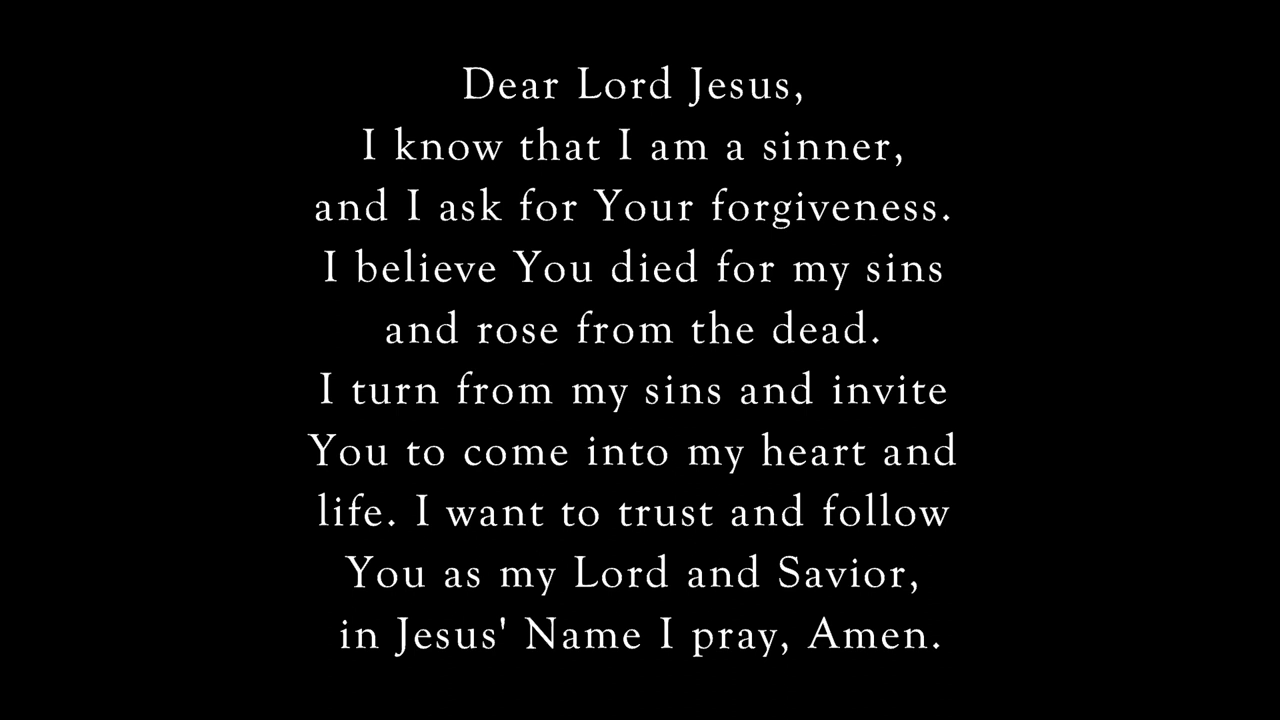 Dear Lord Jesus,
I know that I am a sinner,
and I ask for Your forgiveness.
I believe You died for my sins
and rose from the dead.
I turn from my sins and invite
You to come into my heart and
life. I want to trust and follow
You as my Lord and Savior,
in Jesus' Name I pray, Amen.